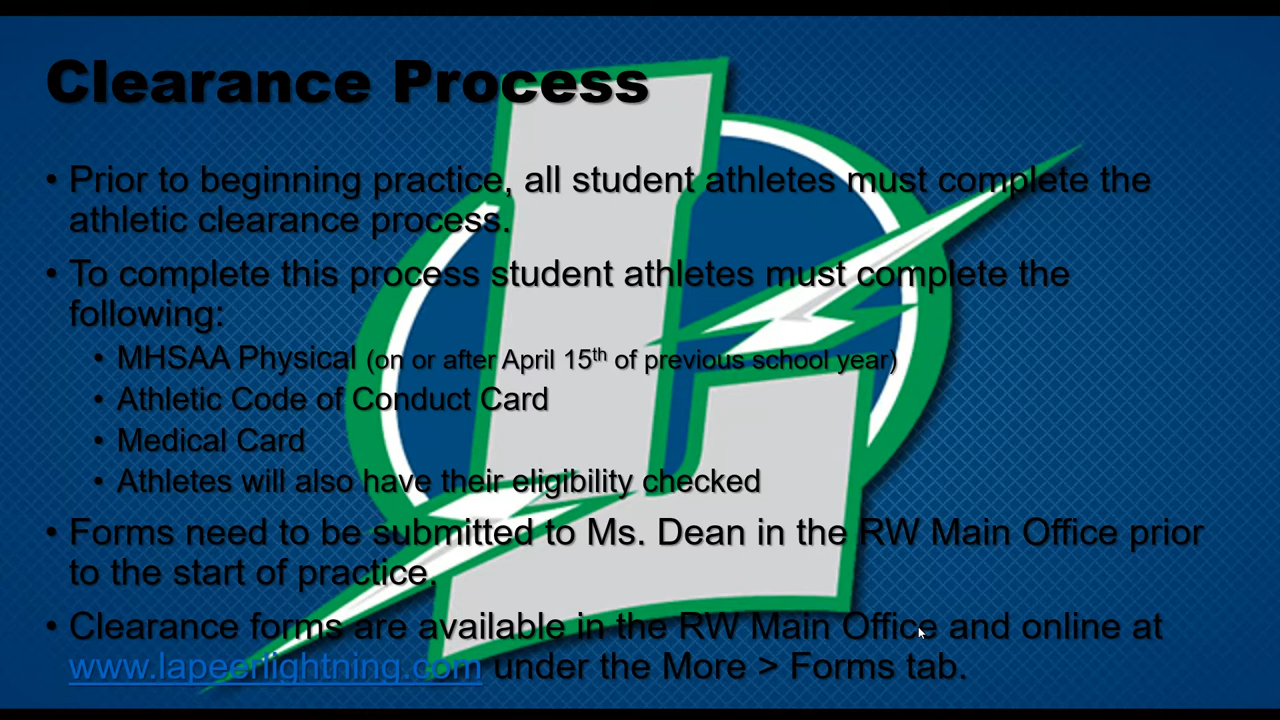 Clearance Process
• Prior to beginning practice, all student athletes must complete the
athletic clearance process.
• To complete this process student athletes must complete the
following:
• MHSAA Physical (on or after April 15th of previous school year)
• Athletic Code of Conduct Card
• Medical Card
• Athletes will also have their eligibility checked
• Forms need to be submitted to Ms. Dean in the RW Main Office prior
to the start of practice.
• Clearance forms are available in the RW Main Office and online at
www.lapeerlightning.com under the More > Forms tab.